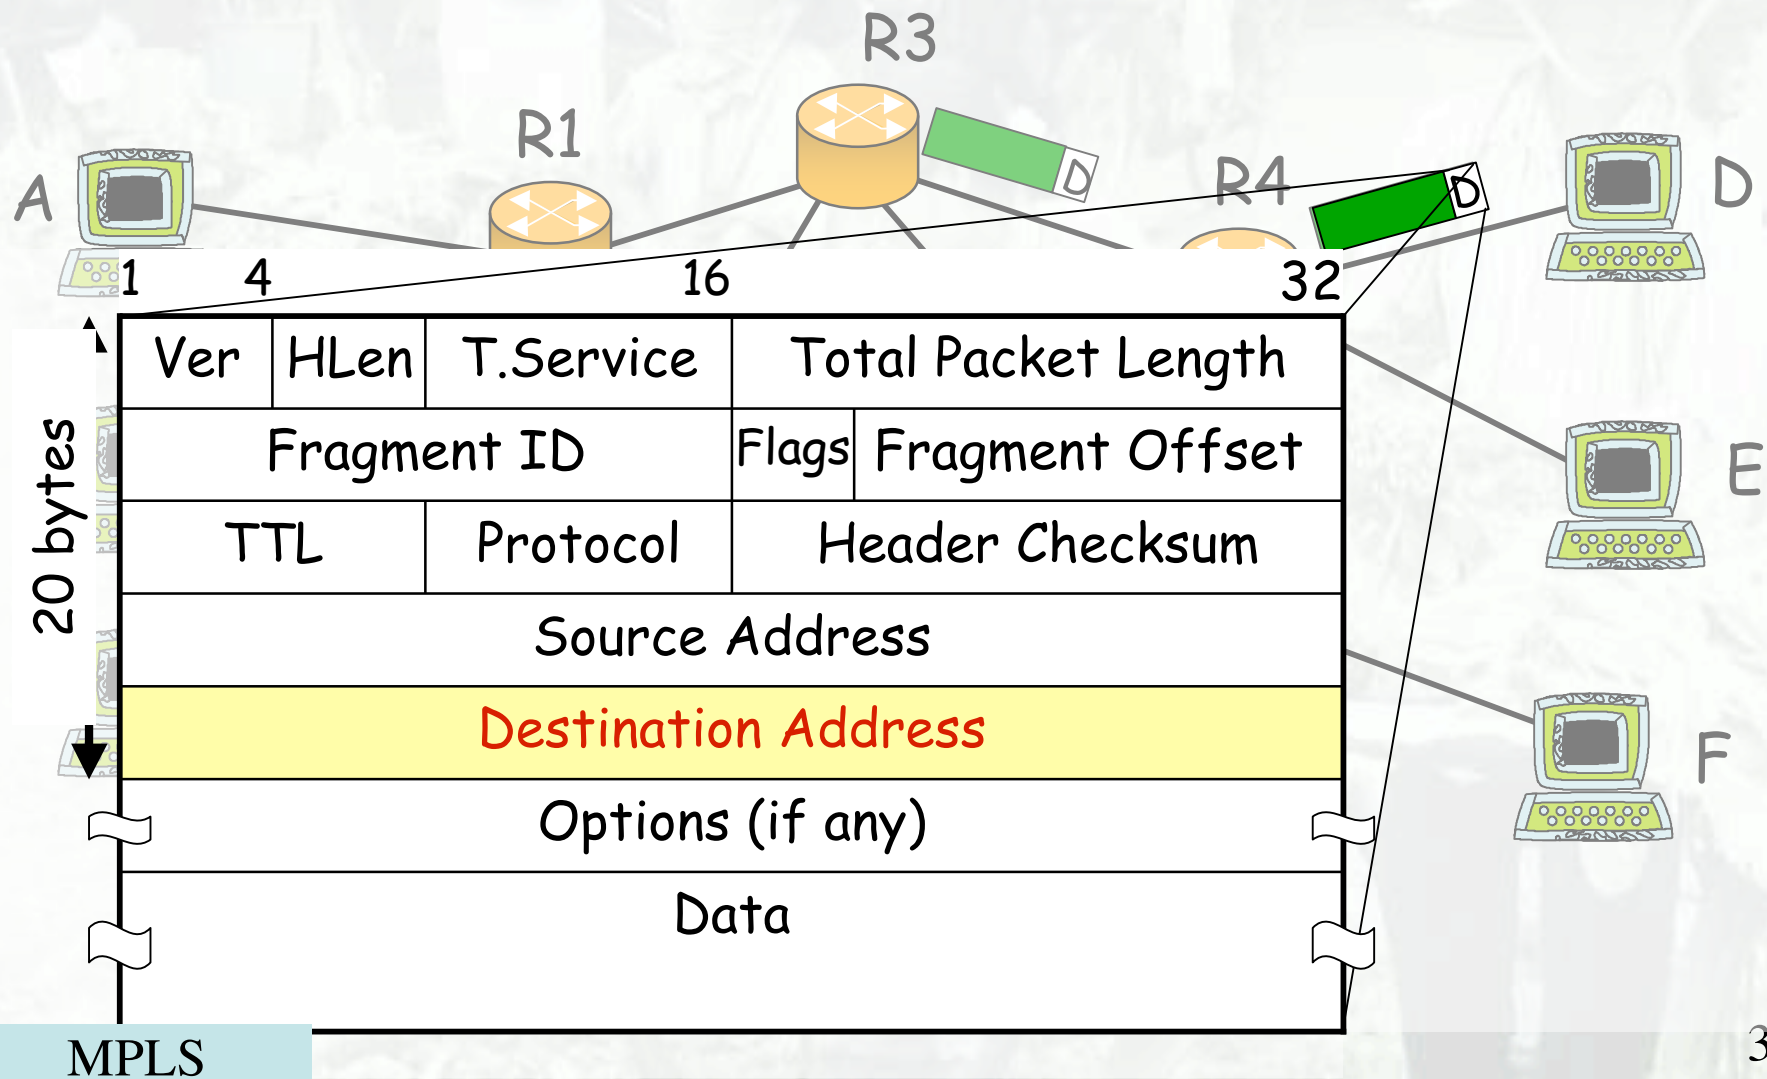 R3
R1
D
R4
D
D
A
1 4 16 32
Ver HLen T.Service Total Packet Length
Fragment ID Flags Fragment Offset
E
20 bytes
TTL Protocol Header Checksum
Source Address
Destination Address
F
Options (if any)
Data
MPLS
3